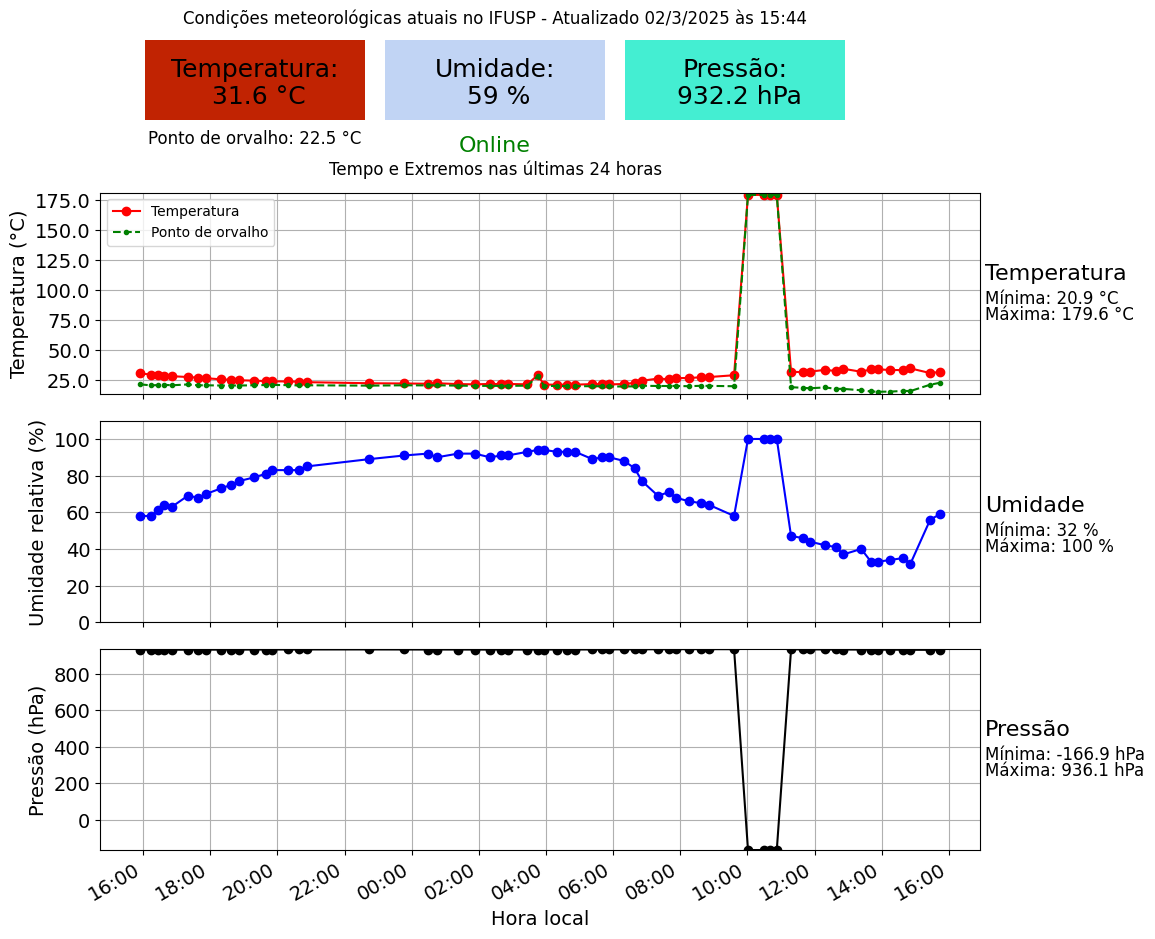 Condições meteorológicas atuais no IFUSP - Atualizado 02/3/2025 às 15:44
Temperatura:
31.6 °C
Umidade:
59 %
Pressão:
932.2 hPa
Ponto de orvalho: 22.5 °C
Online
Tempo e Extremos nas últimas 24 horas
Temperatura (°C)
175.0
150.0
125.0
100.0
75.0
50.0
25.0
Temperatura
Ponto de orvalho
Temperatura
Mínima: 20.9 °C
Máxima: 179.6 °C
Umidade relativa (%)
100
80
60
40
20
0
Umidade
Mínima: 32 %
Máxima: 100 %
Pressão (hPa)
800
600
400
200
0
Pressão
Mínima: -166.9 hPa
Máxima: 936.1 hPa
16:00 18:00 20:00 22:00 00:00 02:00 04:00 06:00 08:00 10:00 12:00 14:00 16:00
Hora local